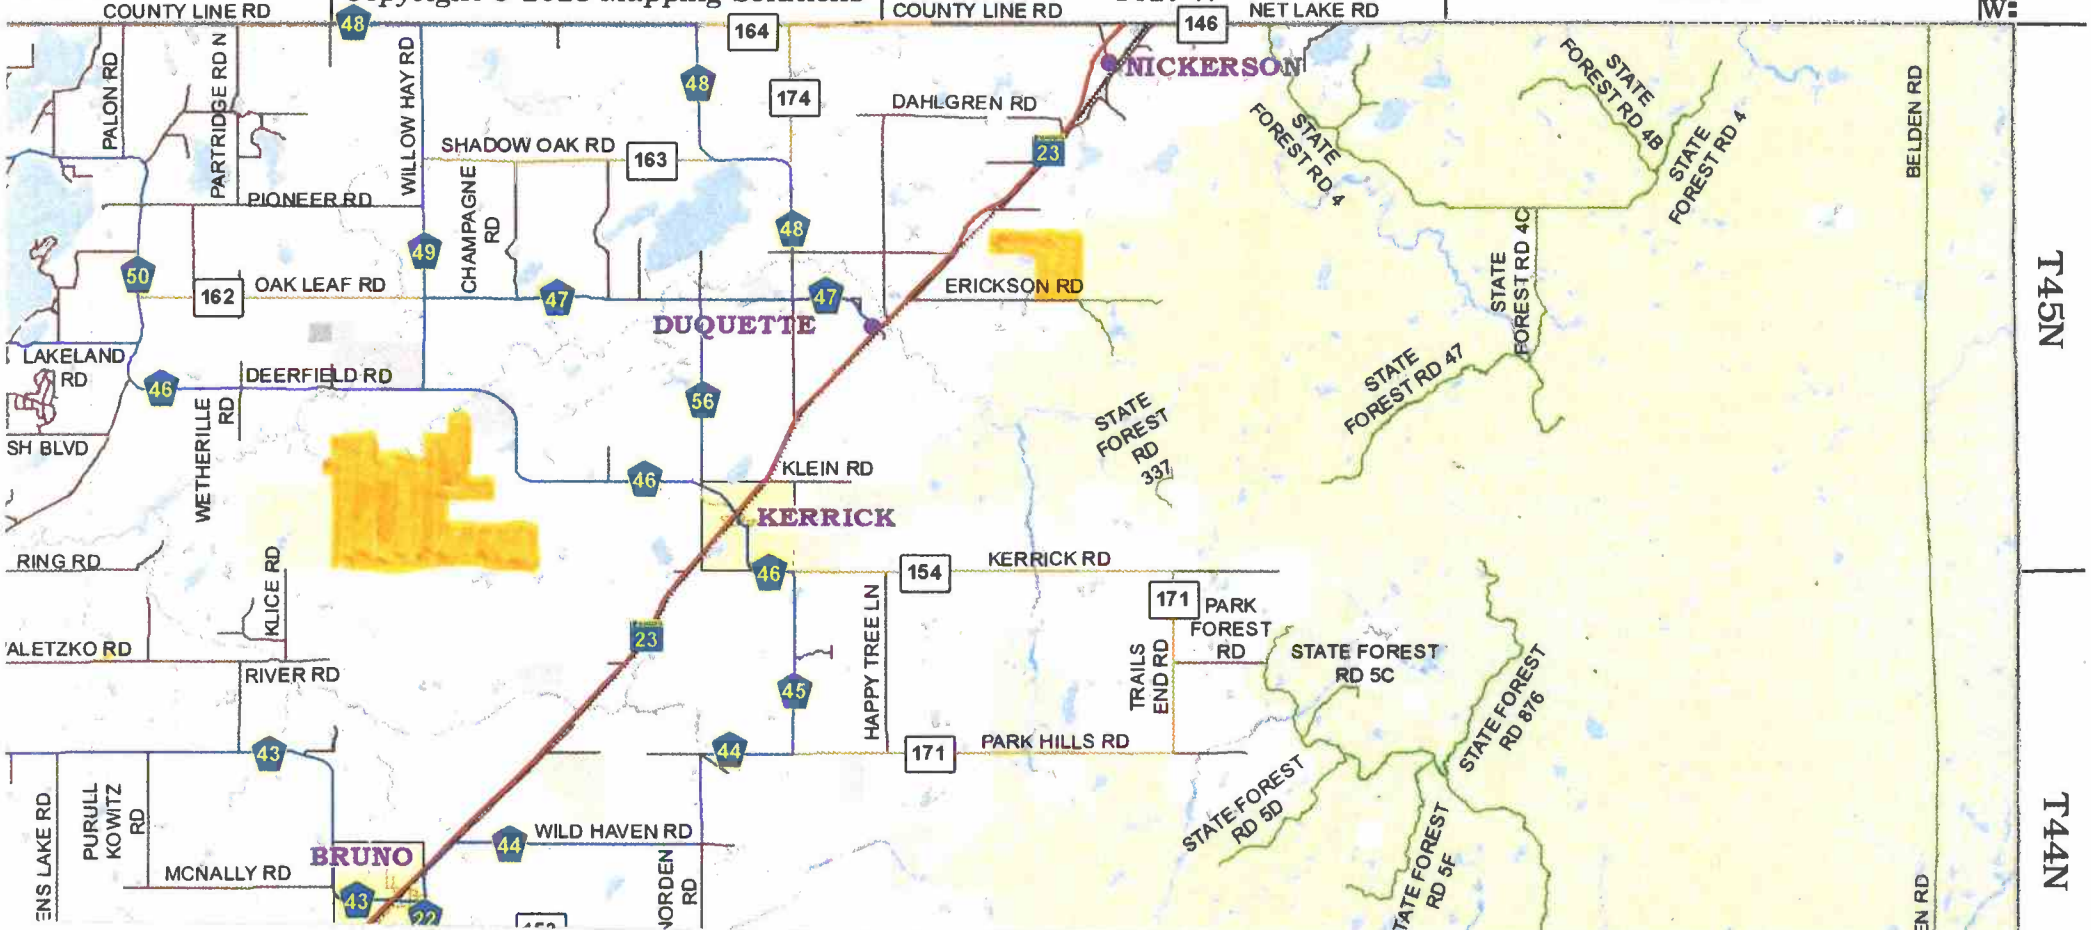 COUNTY LINE RD
48
164
COUNTY LINE RD
146
NET LAKE RD
W
PALON RD
PARTRIDGE RD N
WILLOW HAY RD
48
174
DAHLGREN RD
NICKERSON
23
STATE
FOREST RD 4
STATE
FOREST RD 4B
STATE
FOREST RD 4
BELDEN RD
SHADOW OAK RD
163
PIONEER RD
CHAMPAGNE
RD
48
49
50
162
OAK LEAF RD
47
47
ERICKSON RD
STATE
FOREST RD 4C
T45N
DUQUETTE
LAKELAND
RD
46
DEERFIELD RD
56
STATE
FOREST RD 47
STATE
FOREST
RD
337
SH BLVD
WETHERILLE
RD
46
KLEIN RD
KERRICK
RING RD
KLICE RD
46
154
KERRICK RD
171
PARK
FOREST
RD
ALETZKO RD
RIVER RD
23
45
HAPPY TREE LN
TRAILS
END RD
STATE FOREST
RD 5C
STATE FOREST
RD 876
43
44
171
PARK HILLS RD
STATE FOREST
RD 5D
ENS LAKE RD
PURULL
KOWITZ
RD
44
WILD HAVEN RD
BRUNO
MCNALLY RD
43
22
NORDEN
RD
TATE FOREST
RD 5F
EN RD
T44N